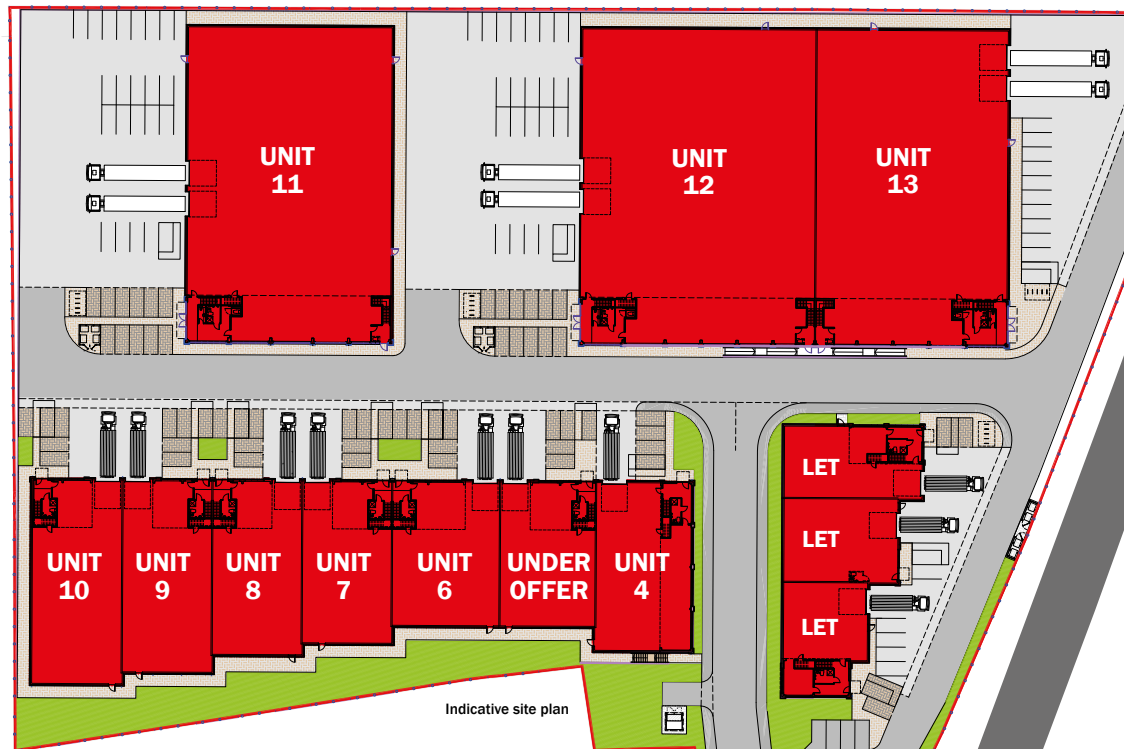 UNIT
11
UNIT
12
UNIT
13
UNIT
10
UNIT
9
UNIT
8
UNIT
7
UNIT
6
UNDER
OFFER
UNIT
4
LET
LET
LET
Indicative site plan